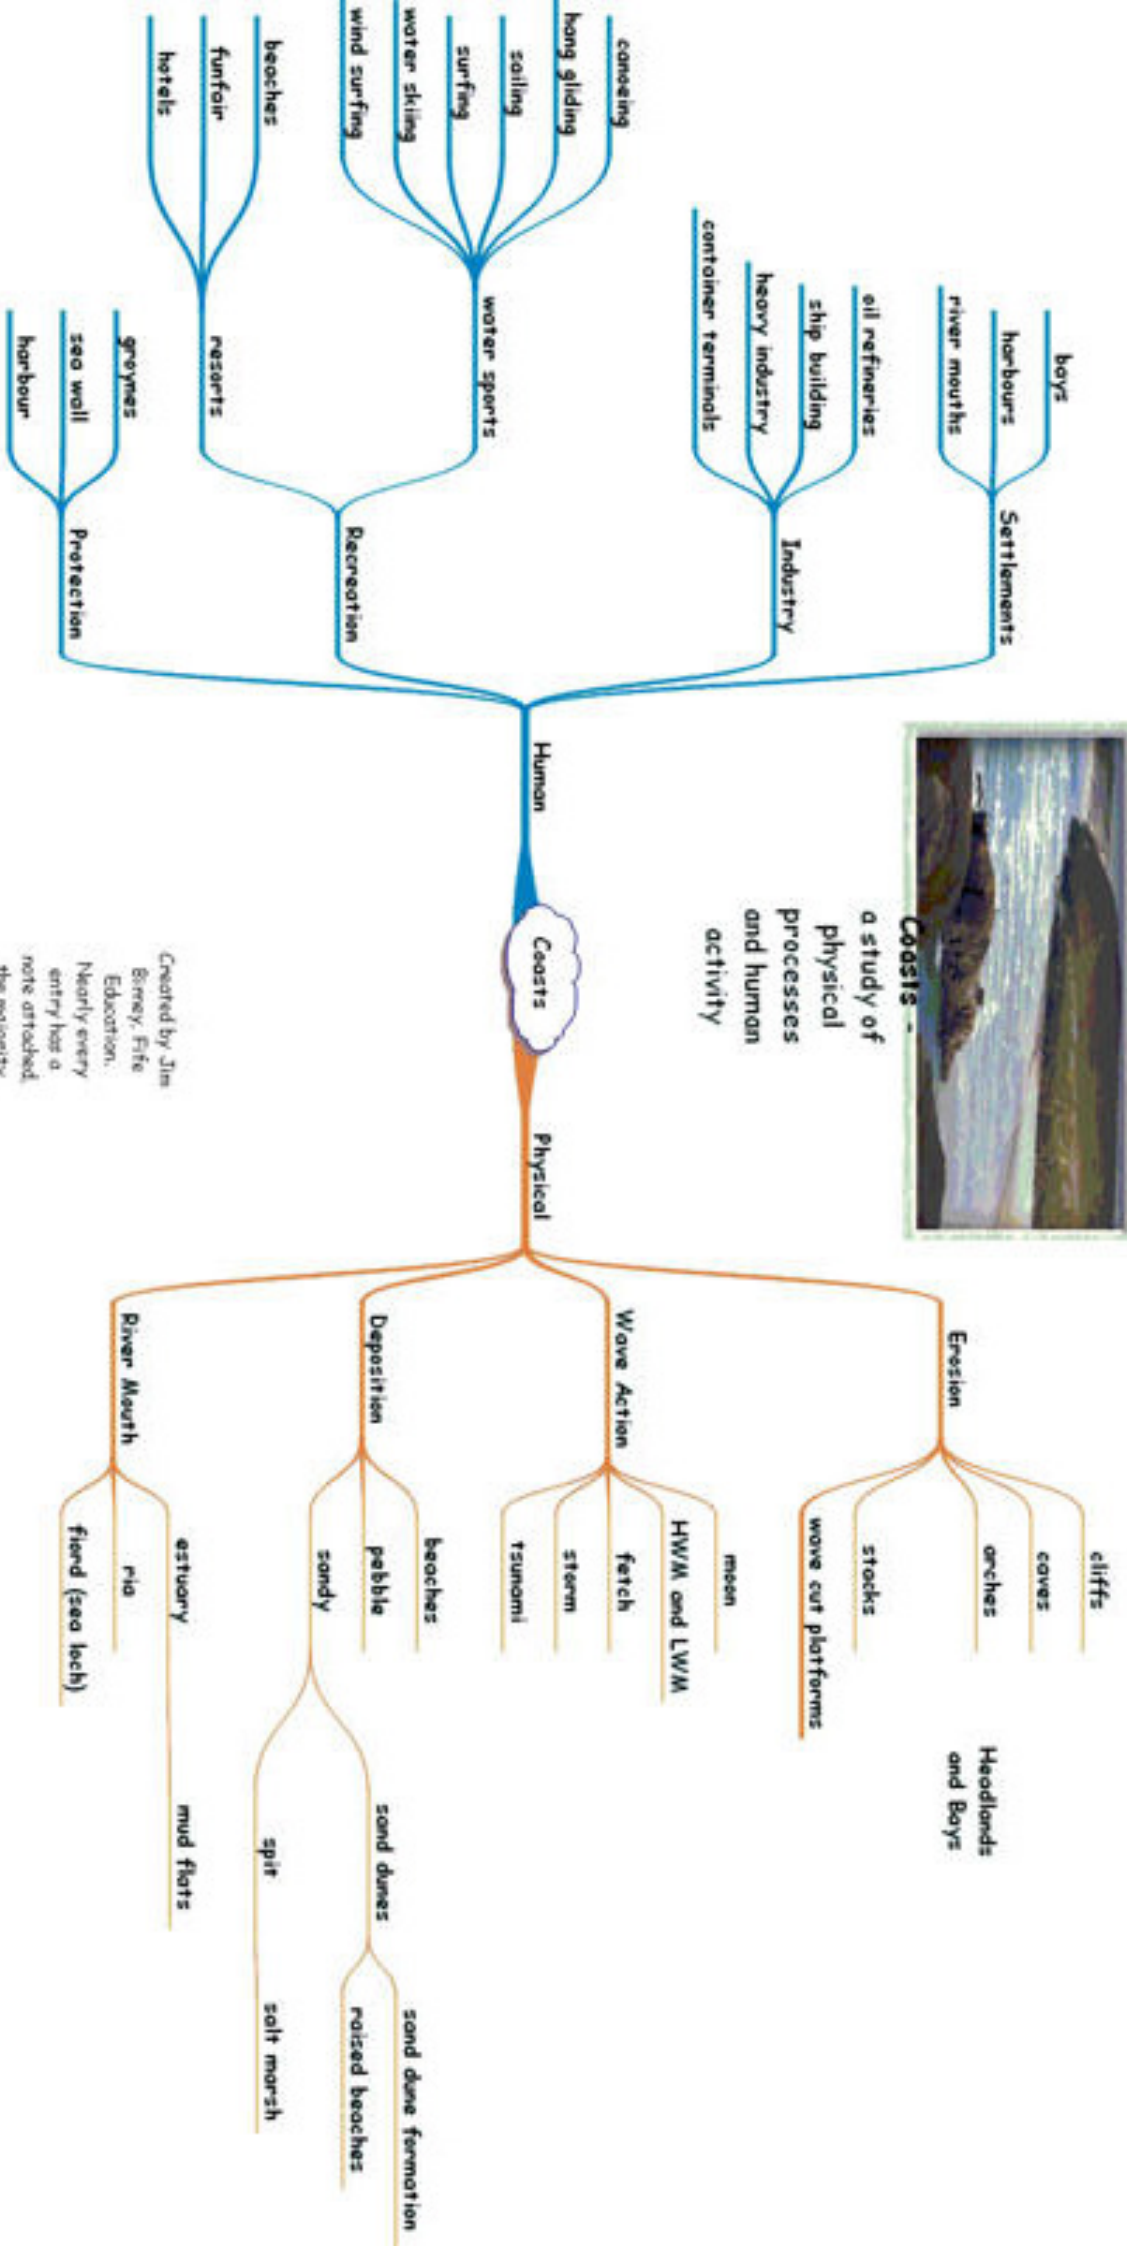 Coasts -
a study of
physical
processes
and human
activity
Coasts
Human
Settlements
bays
harbours
river mouths
Industry
oil refineries
ship building
heavy industry
container terminals
Recreation
water sports
canoeing
hang gliding
sailing
surfing
water skiing
wind surfing
resorts
beaches
funfair
hotels
Protection
groynes
sea wall
harbour
Physical
Erosion
cliffs
caves
arches
stacks
wave cut platforms
Headlands
and Bays
Wave Action
moon
HWM and LWM
fetch
storm
tsunami
Deposition
beaches
pebble
sandy
sand dunes
sand dune formation
raised beaches
spit
salt marsh
River Mouth
estuary
mud flats
ria
fiord (sea loch)
Created by Jim
Birney, Fife
Education.
Nearly every
entry has a
note attached,
the majority